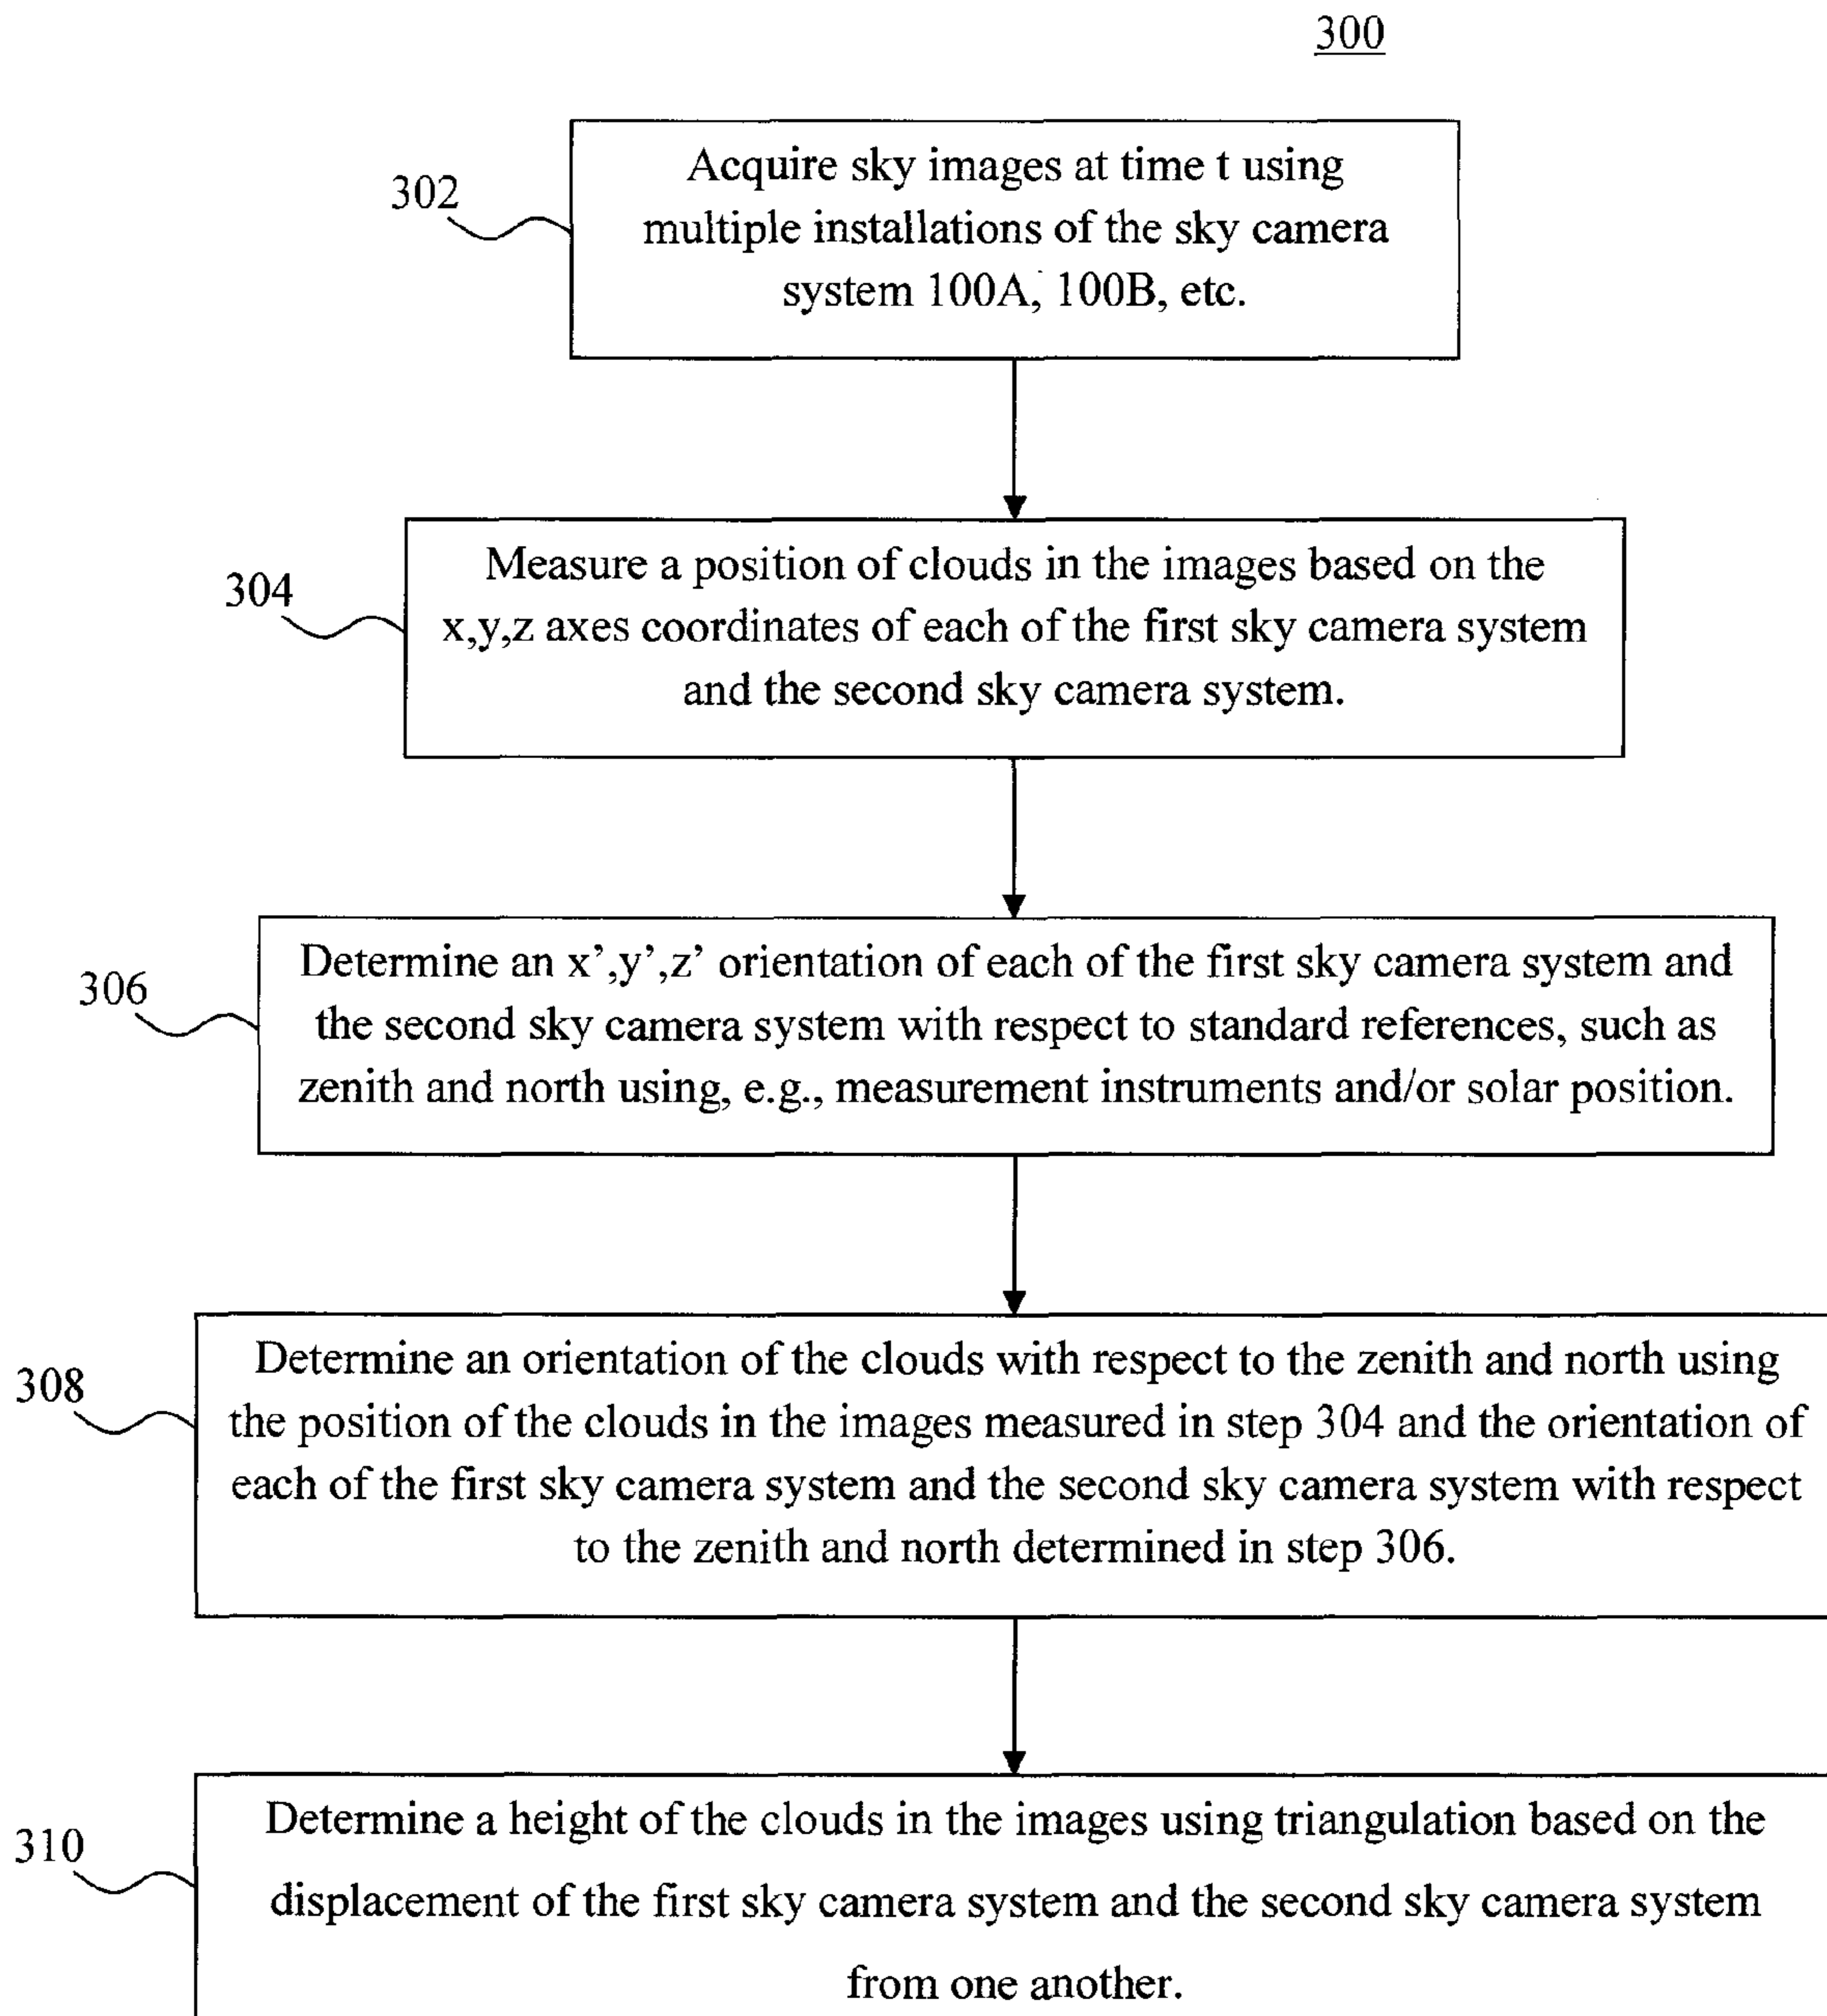 300
302
Acquire sky images at time t using
multiple installations of the sky camera
system 100A, 100B, etc.
304
Measure a position of clouds in the images based on the
x,y,z axes coordinates of each of the first sky camera system
and the second sky camera system.
306
Determine an x’,y’,z’ orientation of each of the first sky camera system and
the second sky camera system with respect to standard references, such as
zenith and north using, e.g., measurement instruments and/or solar position.
308
Determine an orientation of the clouds with respect to the zenith and north using
the position of the clouds in the images measured in step 304 and the orientation of
each of the first sky camera system and the second sky camera system with respect
to the zenith and north determined in step 306.
310
Determine a height of the clouds in the images using triangulation based on the
displacement of the first sky camera system and the second sky camera system
from one another.